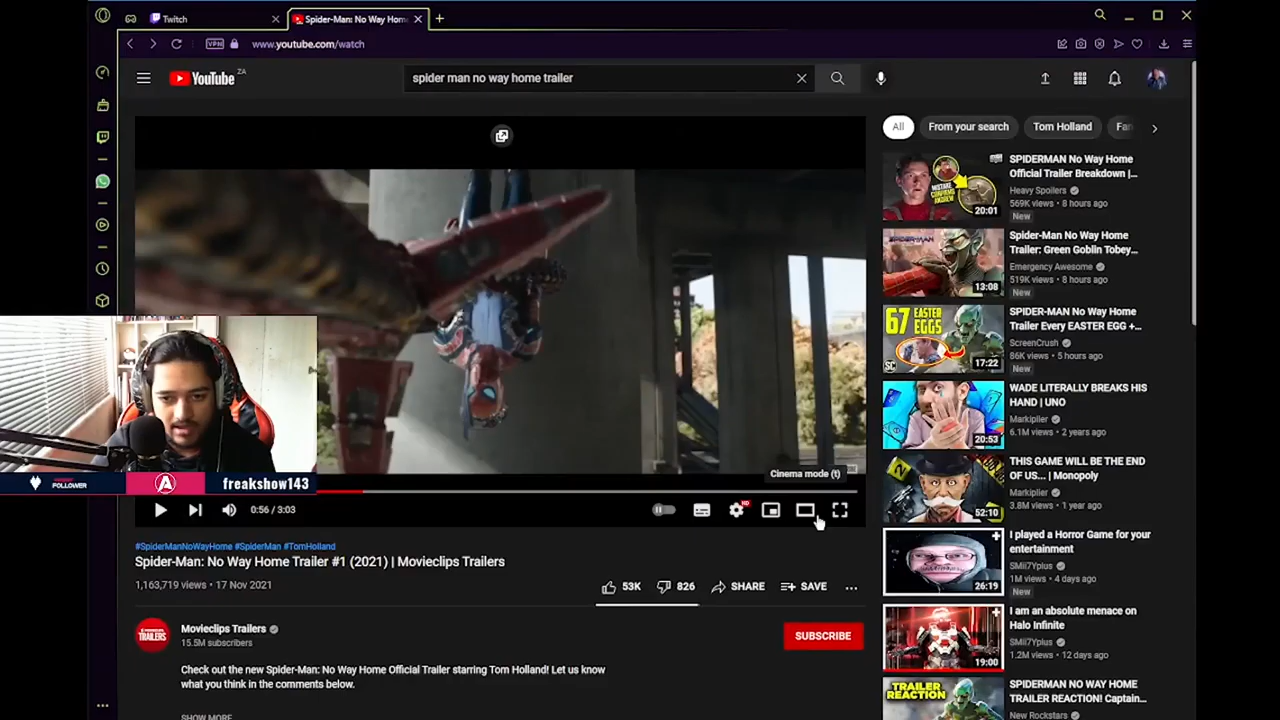 Twitch
Spider-Man: No Way Hom
VPN
www.youtube.com/watch
YouTube ZA
spider man no way home trailer
All
From your search
Tom Holland
Fan
MISTAKE CONFIRMS ANDREW
20:01
SPIDERMAN No Way Home
Official Trailer Breakdown |...
Heavy Spoilers
569K views • 8 hours ago
New
13:08
Spider-Man No Way Home
Trailer: Green Goblin Tobey...
Emergency Awesome
519K views • 8 hours ago
New
67 EASTER EGGS
SC
17:22
SPIDER-MAN NO WAY HOME
Trailer Every EASTER EGG +...
ScreenCrush
86K views • 5 hours ago
New
20:53
WADE LITERALLY BREAKS HIS
HAND | UNO
Markiplier
6.1M views • 2 years ago
52:10
THIS GAME WILL BE THE END
OF US... | Monopoly
Markiplier
3.8M views • 1 year ago
26:19
I played a Horror Game for your
entertainment
SMii7Yplus
1M views • 4 days ago
New
19:00
I am an absolute menace on
Halo Infinite
SMii7Yplus
1.2M views • 12 days ago
TRAILER REACTION!
SPIDERMAN NO WAY HOME
TRAILER REACTION! Captain...
New Rockstars
Cinema mode (t)
FOLLOWER
A
freakshow143
0:56 / 3:03
HD
#SpiderManNoWayHome #SpiderMan #TomHolland
Spider-Man: No Way Home Trailer #1 (2021) | Movieclips Trailers
1,163,719 views • 17 Nov 2021
53K
826
SHARE
SAVE
TRAILERS
Movieclips Trailers
15.5M subscribers
SUBSCRIBE
Check out the new Spider-Man: No Way Home Official Trailer starring Tom Holland! Let us know
what you think in the comments below.
SHOW MORE